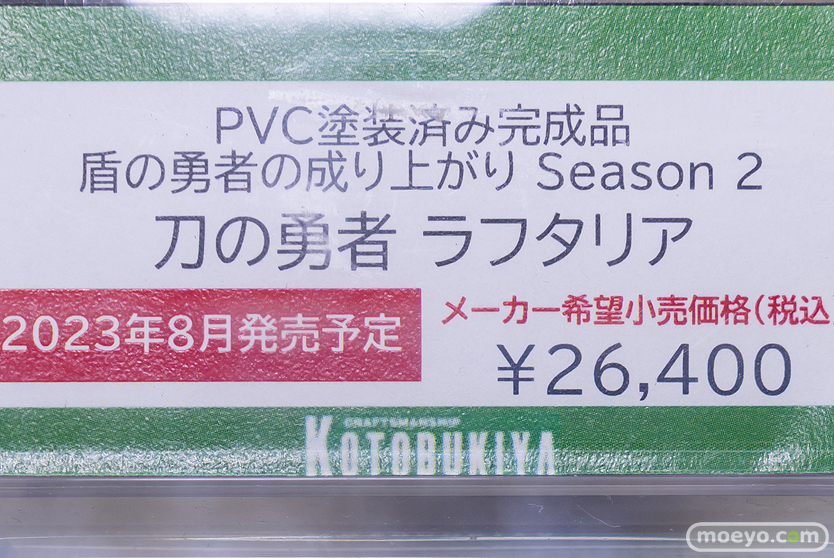 PVC塗装済み完成品
盾の勇者の成り上がり Season 2
刀の勇者 ラフタリア
2023年8月発売予定
メーカー希望小売価格(税込
¥26,400
CRAFTSMANSHIP
KOTOBUKIYA
moeyo.com